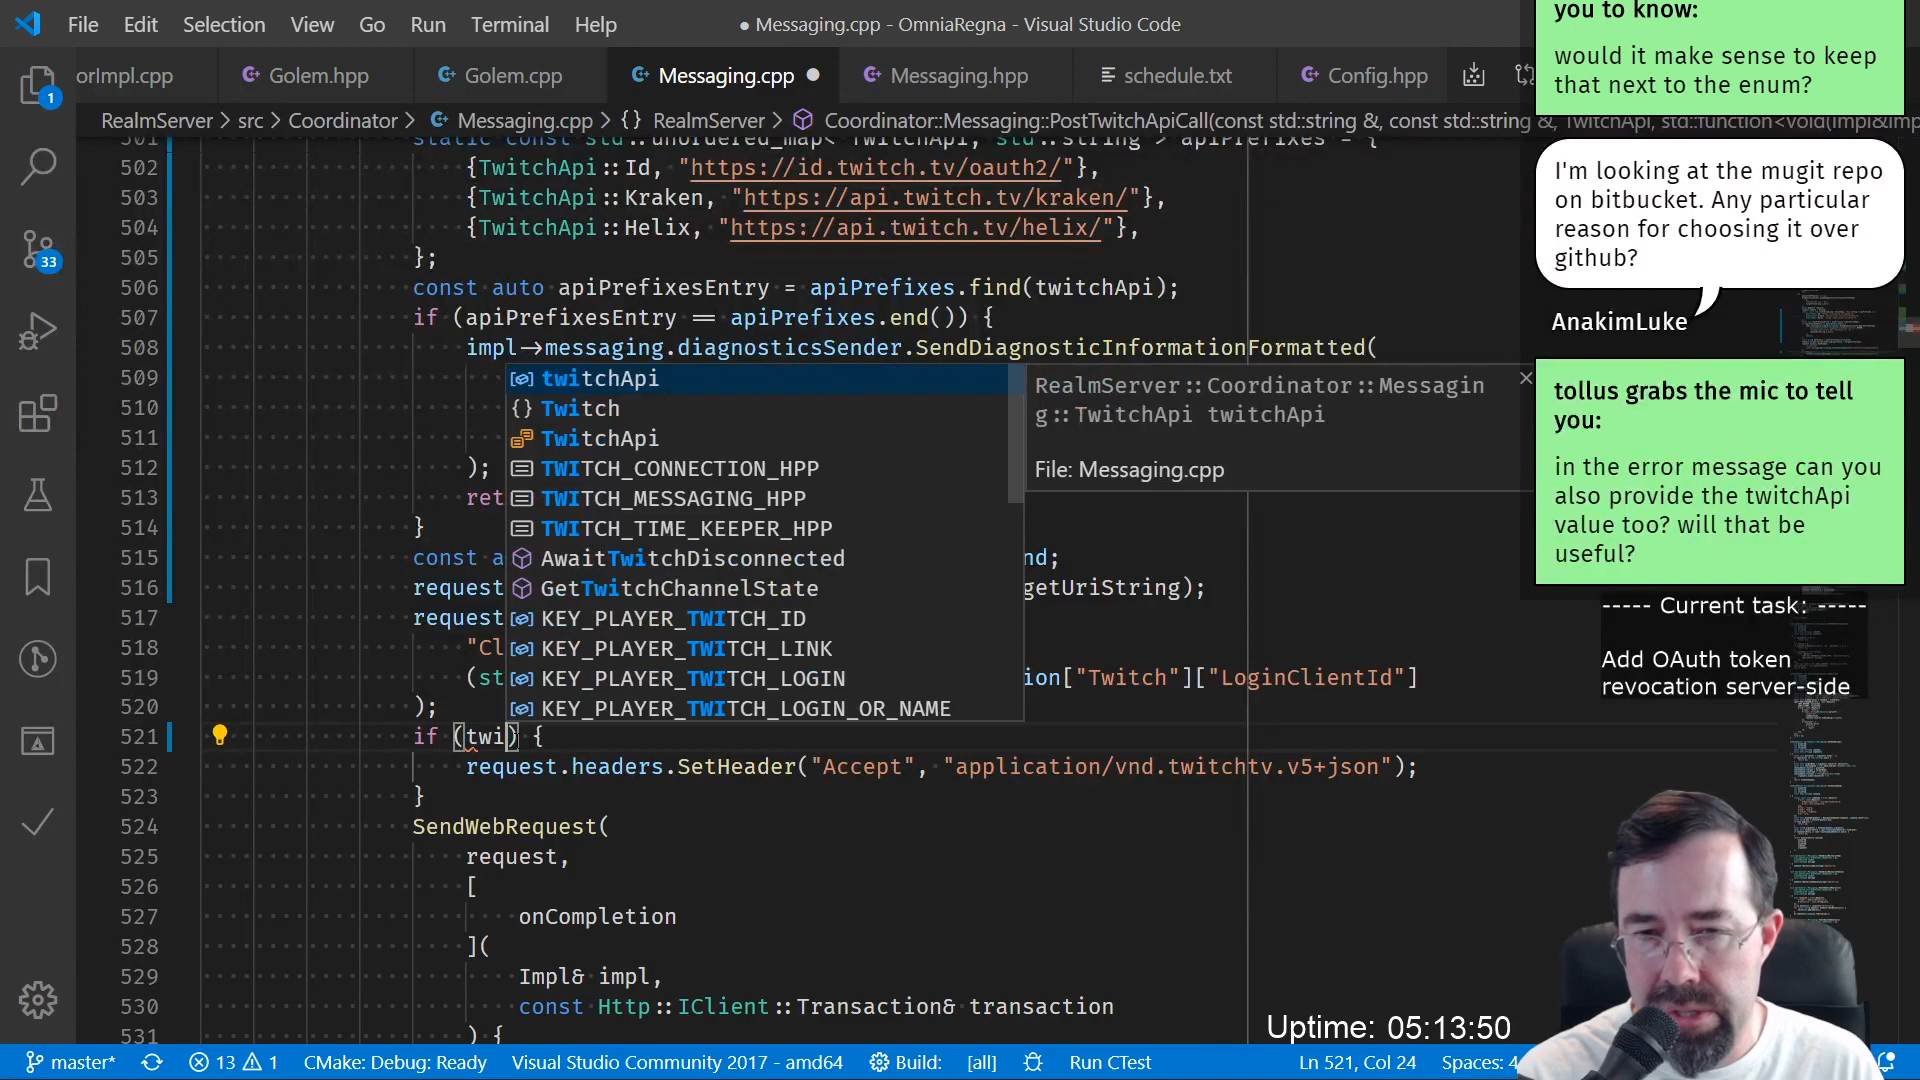 File Edit Selection View Go Run Terminal Help
● Messaging.cpp - OmniaRegna - Visual Studio Code
orImpl.cpp Golem.hpp Golem.cpp Messaging.cpp ● Messaging.hpp schedule.txt Config.hpp
RealmServer > src > Coordinator > Messaging.cpp > {} RealmServer > Coordinator::Messaging::PostTwitchApiCall(const std::string &, const std::string &, TwitchApi, std::function<void(Impl&imp
501 static const std::unordered_map< TwitchApi, std::string > apiPrefixes = {
502 {TwitchApi::Id, "https://id.twitch.tv/oauth2/"},
503 {TwitchApi::Kraken, "https://api.twitch.tv/kraken/"},
504 {TwitchApi::Helix, "https://api.twitch.tv/helix/"},
505 };
506 const auto apiPrefixesEntry = apiPrefixes.find(twitchApi);
507 if (apiPrefixesEntry == apiPrefixes.end()) {
508 impl->messaging.diagnosticsSender.SendDiagnosticInformationFormatted(
509
510
511
512 );
513 ret
514 }
515 const a nd;
516 request getUriString);
517 request
518 "Cl
519 (st ion["Twitch"]["LoginClientId"]
520 );
521 if (twi) {
522 request.headers.SetHeader("Accept", "application/vnd.twitchtv.v5+json");
523 }
524 SendWebRequest(
525 request,
526 [
527 onCompletion
528 ](
529 Impl& impl,
530 const Http::IClient::Transaction& transaction
531 ) {
twitchApi
Twitch
TwitchApi
TWITCH_CONNECTION_HPP
TWITCH_MESSAGING_HPP
TWITCH_TIME_KEEPER_HPP
AwaitTwitchDisconnected
GetTwitchChannelState
KEY_PLAYER_TWITCH_ID
KEY_PLAYER_TWITCH_LINK
KEY_PLAYER_TWITCH_LOGIN
KEY_PLAYER_TWITCH_LOGIN_OR_NAME
RealmServer::Coordinator::Messagin
g::TwitchApi twitchApi
File: Messaging.cpp
you to know:
would it make sense to keep
that next to the enum?
I'm looking at the mugit repo
on bitbucket. Any particular
reason for choosing it over
github?
AnakimLuke
tollus grabs the mic to tell
you:
in the error message can you
also provide the twitchApi
value too? will that be
useful?
----- Current task: -----
Add OAuth token
revocation server-side
Uptime: 05:13:50
1
33
master* 13 1 CMake: Debug: Ready Visual Studio Community 2017 - amd64 Build: [all] Run CTest Ln 521, Col 24 Spaces: 4